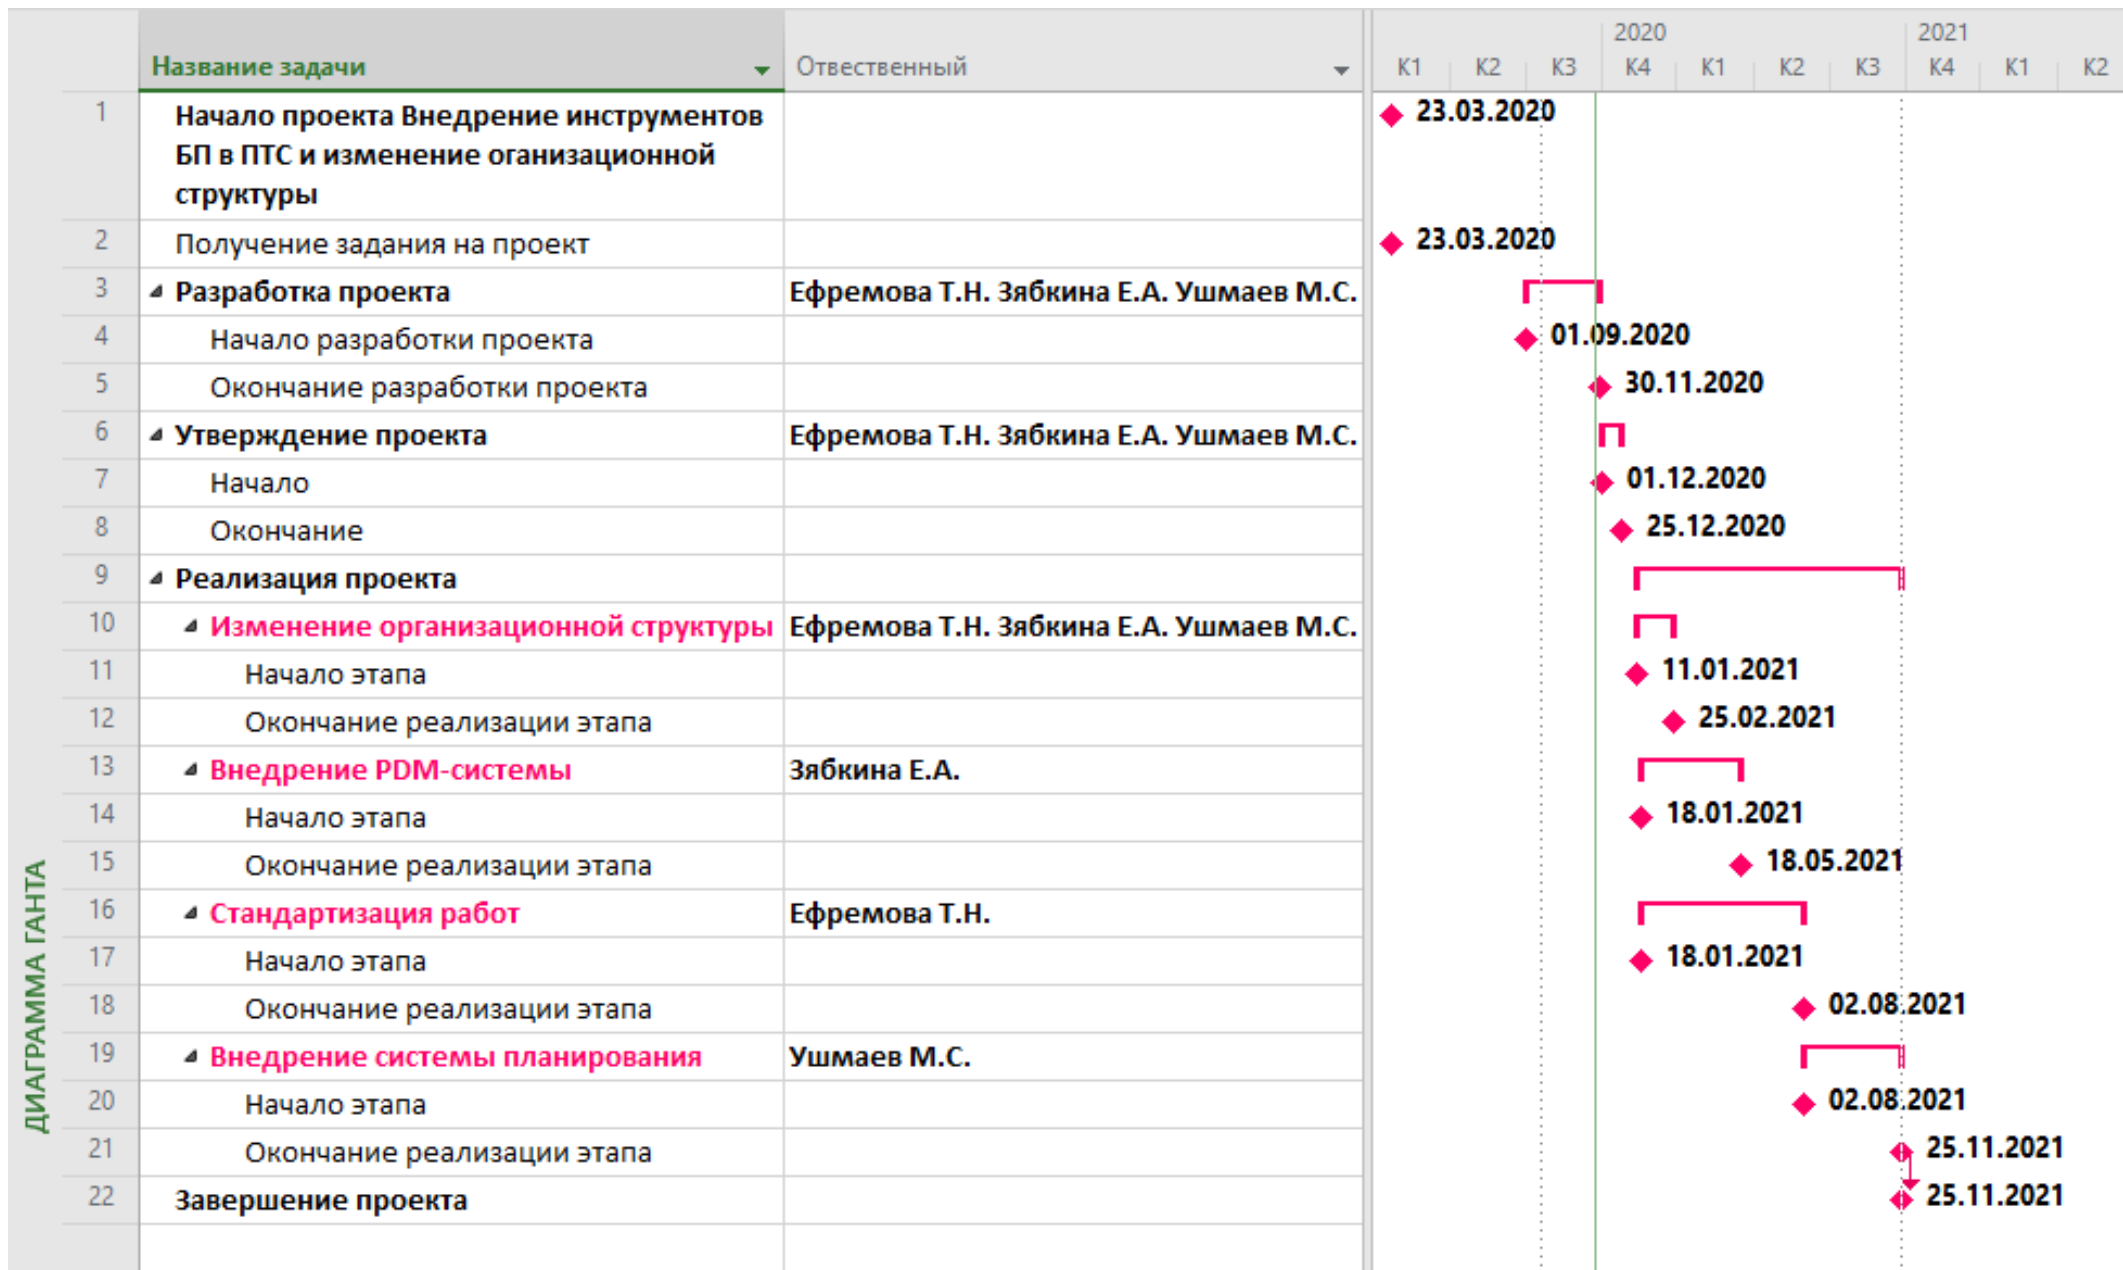 2020 2021
Название задачи Отвественный К1 К2 К3 К4 К1 К2 К3 К4 К1 К2
1 Начало проекта Внедрение инструментов 23.03.2020
БП в ПТС и изменение оганизационной
структуры
2 Получение задания на проект 23.03.2020
3 Разработка проекта Ефремова Т.Н. Зябкина Е.А. Ушмаев М.С.
4 Начало разработки проекта 01.09.2020
5 Окончание разработки проекта 30.11.2020
6 Утверждение проекта Ефремова Т.Н. Зябкина Е.А. Ушмаев М.С.
7 Начало 01.12.2020
8 Окончание 25.12.2020
9 Реализация проекта
10 Изменение организационной структуры Ефремова Т.Н. Зябкина Е.А. Ушмаев М.С.
11 Начало этапа 11.01.2021
12 Окончание реализации этапа 25.02.2021
13 Внедрение PDM-системы Зябкина Е.А.
14 Начало этапа 18.01.2021
15 Окончание реализации этапа 18.05.2021
16 Стандартизация работ Ефремова Т.Н.
17 Начало этапа 18.01.2021
18 Окончание реализации этапа 02.08.2021
19 Внедрение системы планирования Ушмаев М.С.
20 Начало этапа 02.08.2021
21 Окончание реализации этапа 25.11.2021
22 Завершение проекта 25.11.2021
ДИАГРАММА ГАНТА